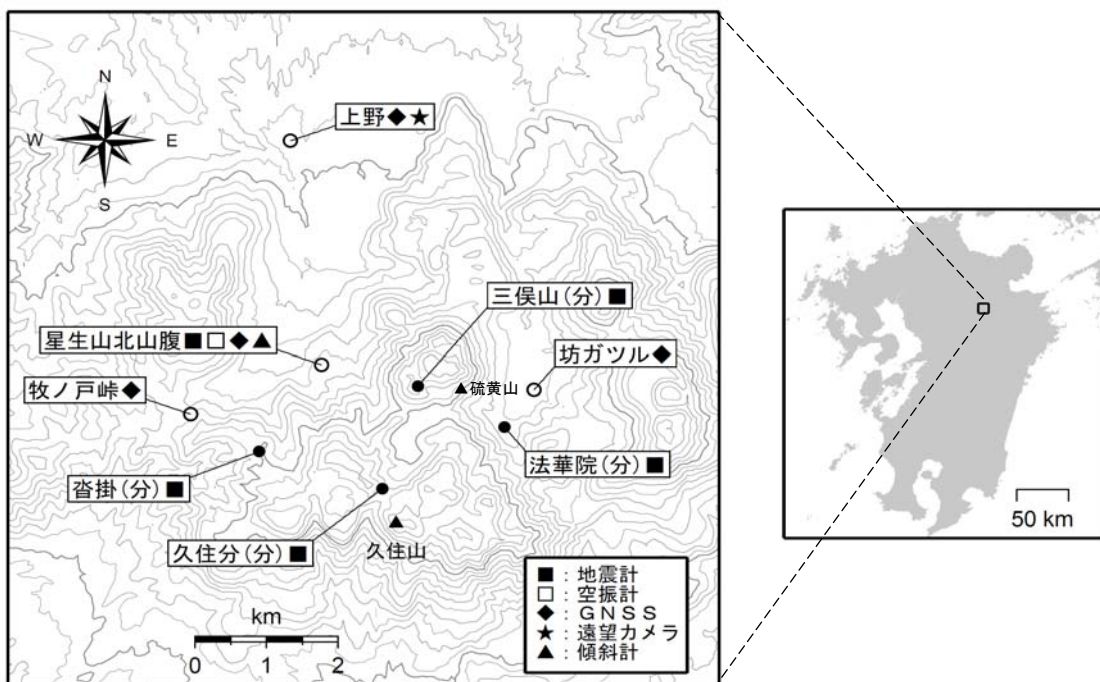 N
W E
S
上野◆★
三俣山(分)■
星生山北山腹■□◆▲
坊ガツル◆
牧ノ戸峠◆
硫黄山
沓掛(分)■
法華院(分)■
久住分(分)■
久住山
km
0 1 2
■:地震計
□:空振計
◆:GNSS
★:遠望カメラ
▲:傾斜計
50 km